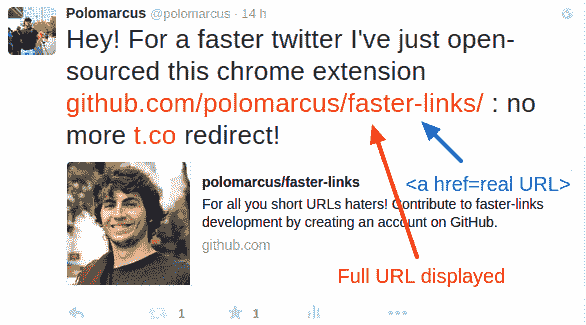 Polomarcus @polomarcus · 14 h
Hey! For a faster twitter I've just open-
sourced this chrome extension
github.com/polomarcus/faster-links/ : no
more t.co redirect!
polomarcus/faster-links
<a href=real URL>
For all you short URLs haters! Contribute to faster-links
development by creating an account on GitHub.
github.com
Full URL displayed
1 1